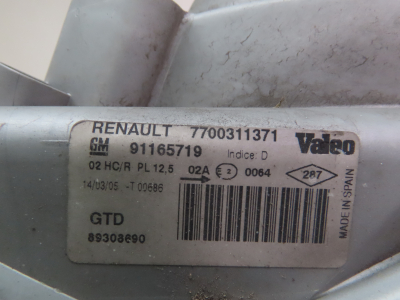 RENAULT 7700311371 Valeo
GM 91165719 Indice: D
02 HC/R PL 12,5 02A E2 0064 287
14/03/05 -T 00686
GTD
89308690
MADE IN SPAIN